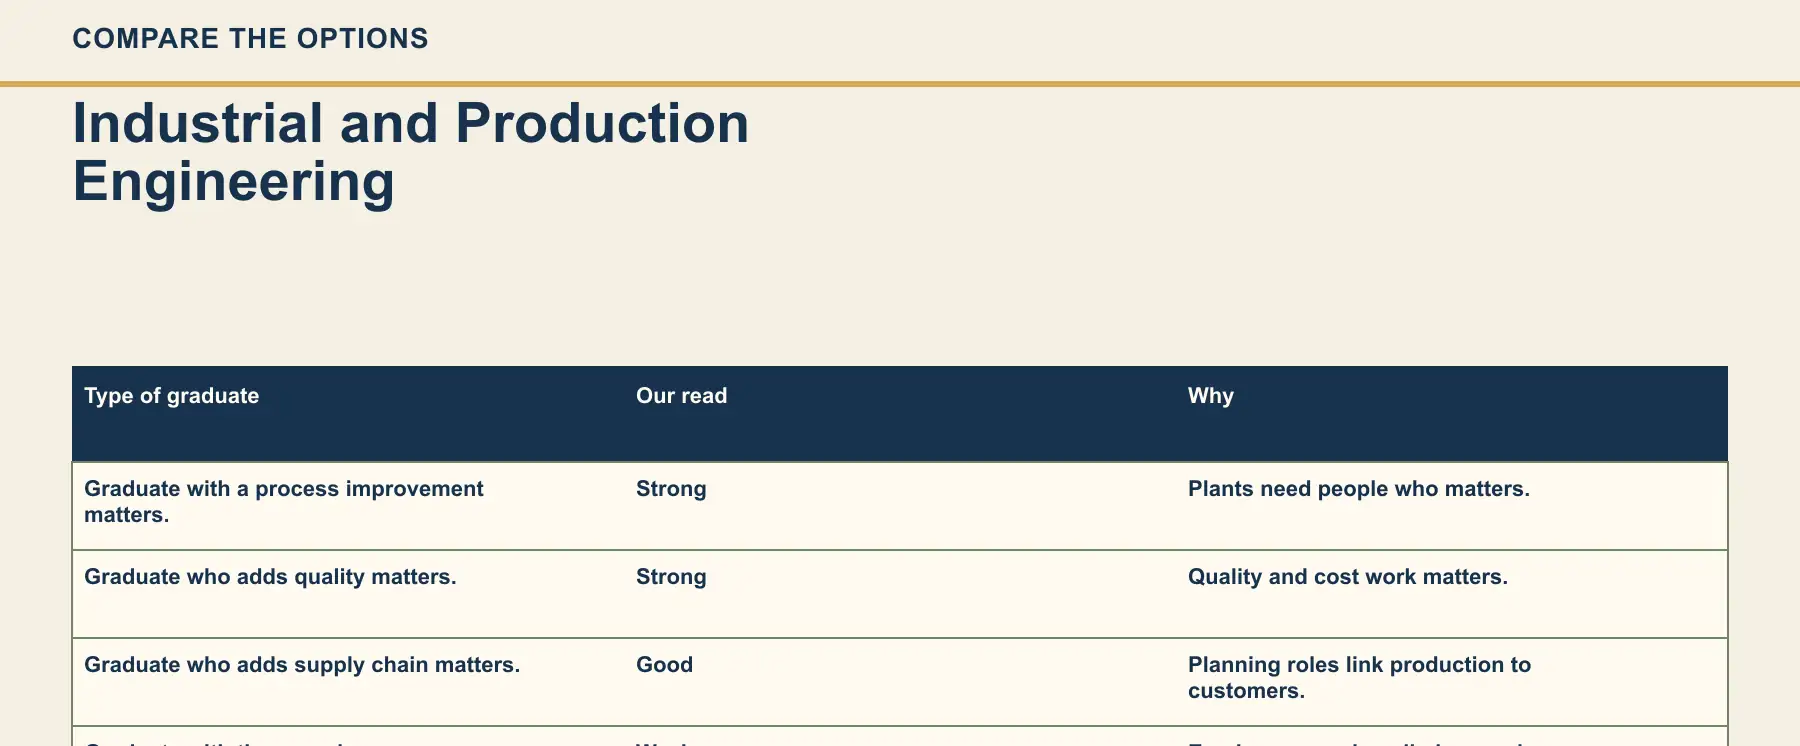 COMPARE THE OPTIONS
Industrial and Production
Engineering
Type of graduate
Our read
Why
Graduate with a process improvement
matters.
Strong
Plants need people who matters.
Graduate who adds quality matters.
Strong
Quality and cost work matters.
Graduate who adds supply chain matters.
Good
Planning roles link production to
customers.